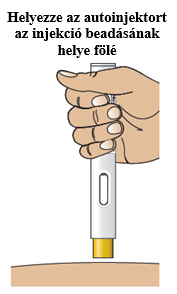 Helyezze az autoinjektort
az injekció beadásának
helye fölé